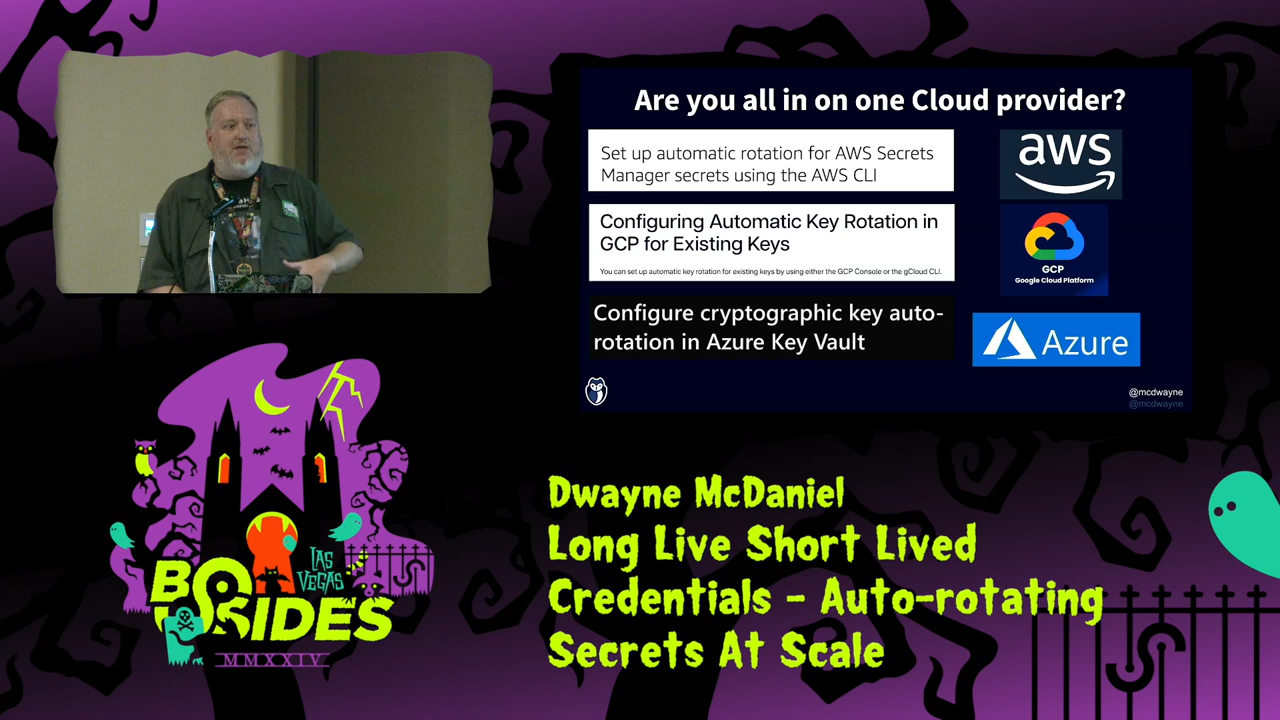 Are you all in on one Cloud provider?
Set up automatic rotation for AWS Secrets
Manager secrets using the AWS CLI
aws
Configuring Automatic Key Rotation in
GCP for Existing Keys
You can set up automatic key rotation for existing keys by using either the GCP Console or the gCloud CLI.
GCP
Google Cloud Platform
Configure cryptographic key auto-
rotation in Azure Key Vault
Azure
@mcdwayne
@mcdwayne
LAS
VEGAS
BSIDES
MMXXIV
Dwayne McDaniel
Long Live Short Lived
Credentials - Auto-rotating
Secrets At Scale